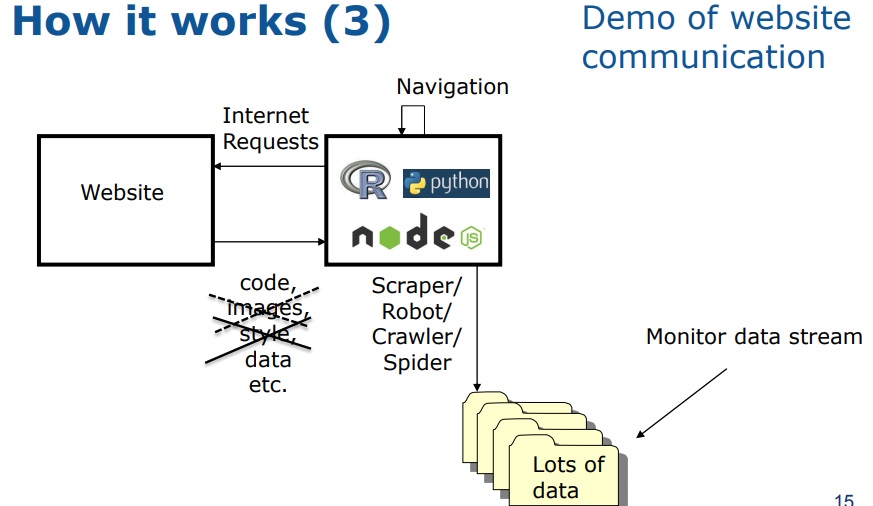 How it works (3)
Demo of website
communication
Navigation
Internet
Requests
Website
R
python
node
JS
code,
images,
style,
data
etc.
Scraper/
Robot/
Crawler/
Spider
Monitor data stream
Lots of
data
15